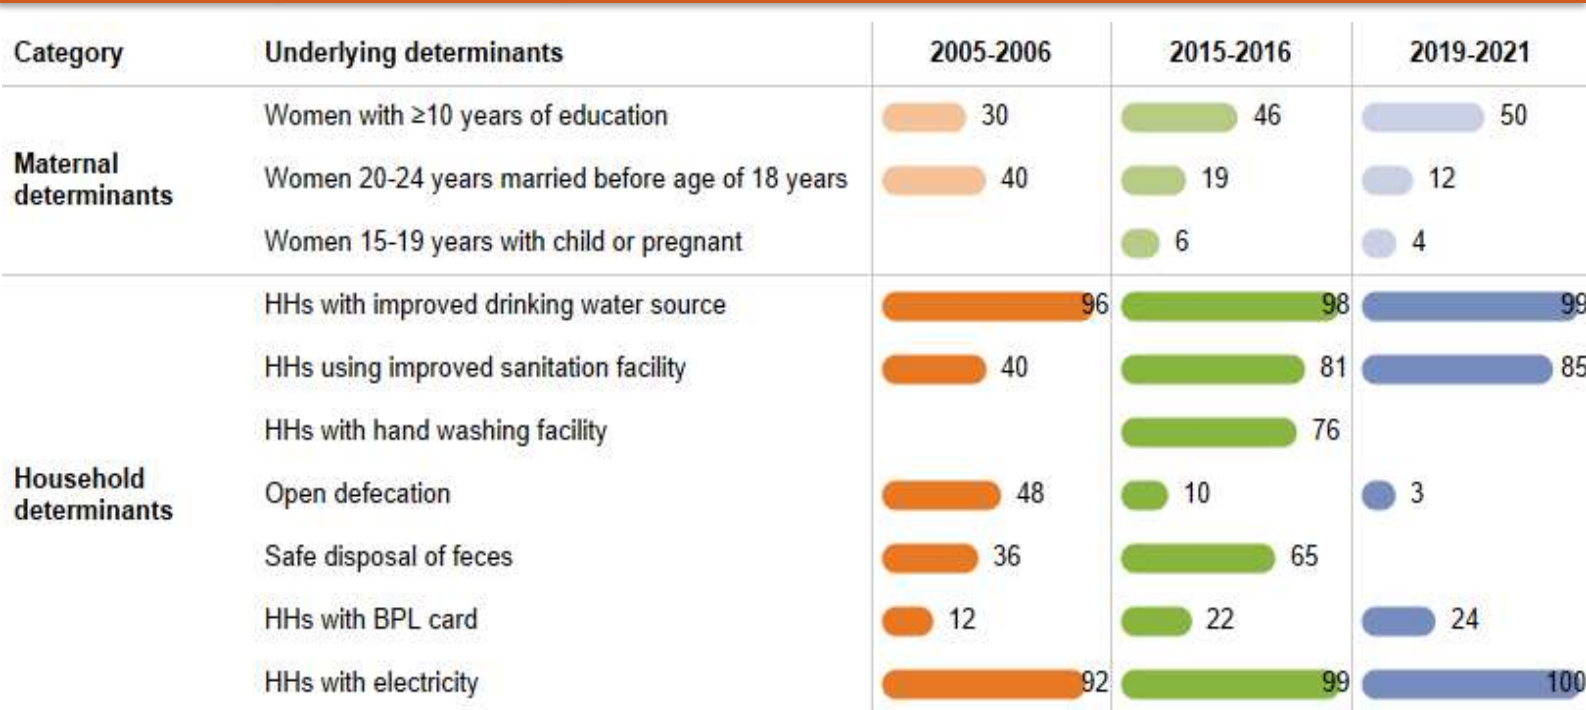 Category Underlying determinants 2005-2006 2015-2016 2019-2021
Women with ≥10 years of education 30 46 50
Maternal
determinants
Women 20-24 years married before age of 18 years 40 19 12
Women 15-19 years with child or pregnant 6 4
HHs with improved drinking water source 96 98 99
HHs using improved sanitation facility 40 81 85
HHs with hand washing facility 76
Household
determinants
Open defecation 48 10 3
Safe disposal of feces 36 65
HHs with BPL card 12 22 24
HHs with electricity 92 99 100